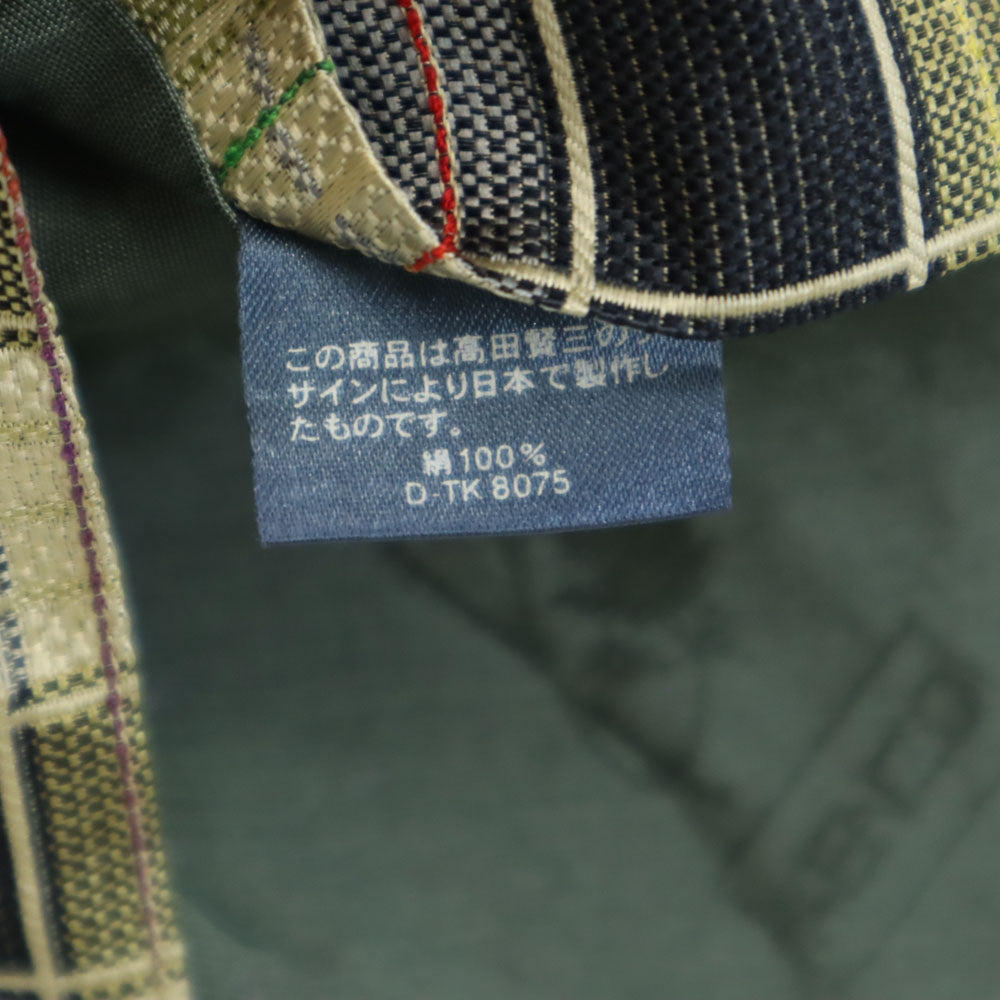 この商品は高田賢三の
サインにより日本で製作し
たものです。
絹100%
D-TK 8075